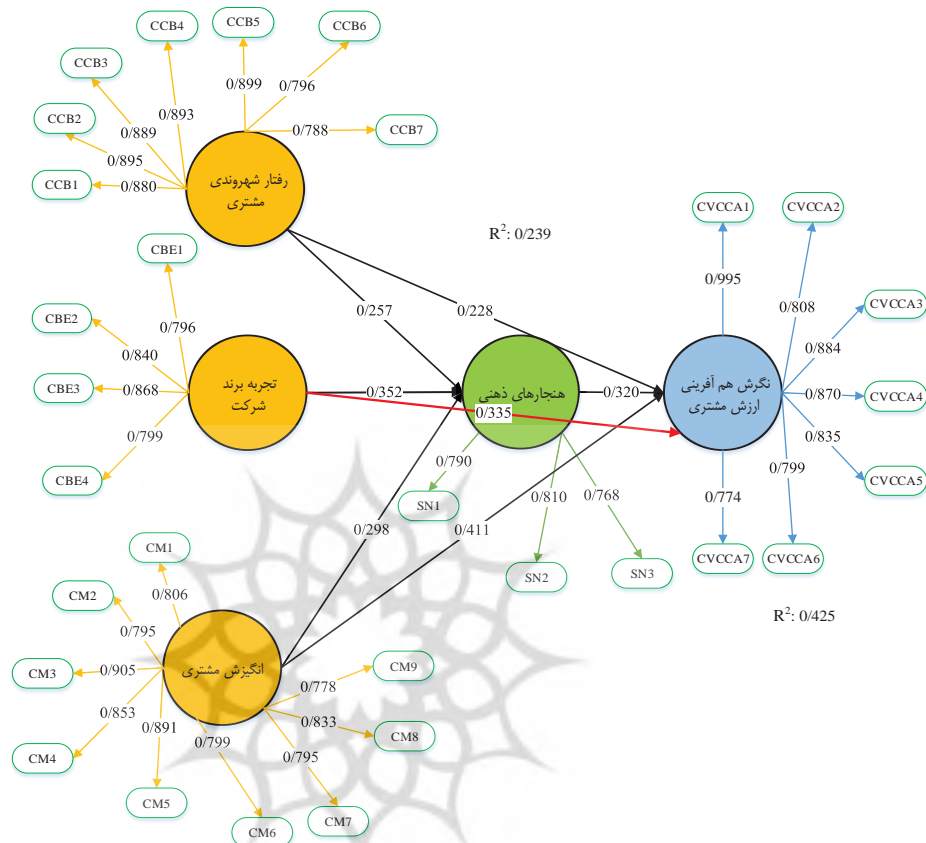 CCB4
CCB5
CCB6
CCB3
CCB2
CCB1
CCB7
0/899
0/796
0/893
0/889
0/895
0/880
0/788
رفتار شهروندی
مشتری
R²: 0/239
CBE1
CBE2
CBE3
CBE4
0/796
0/840
0/868
0/799
تجربه برند
شرکت
0/257
0/228
0/352
0/335
0/320
0/298
0/411
هنجارهای ذهنی
0/790
0/810
0/768
SN1
SN2
SN3
CVCCA1
CVCCA2
CVCCA3
CVCCA4
CVCCA5
CVCCA6
CVCCA7
0/995
0/808
0/884
0/870
0/835
0/799
0/774
نگرش هم آفرینی
ارزش مشتری
R²: 0/425
CM1
CM2
CM3
CM4
CM5
CM6
CM7
CM8
CM9
0/806
0/795
0/905
0/853
0/891
0/799
0/795
0/833
0/778
انگیزش مشتری